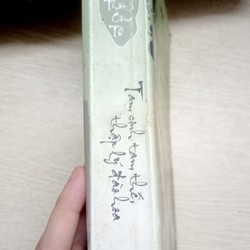 Tam sinh tam thế,
thập lý đào hoa